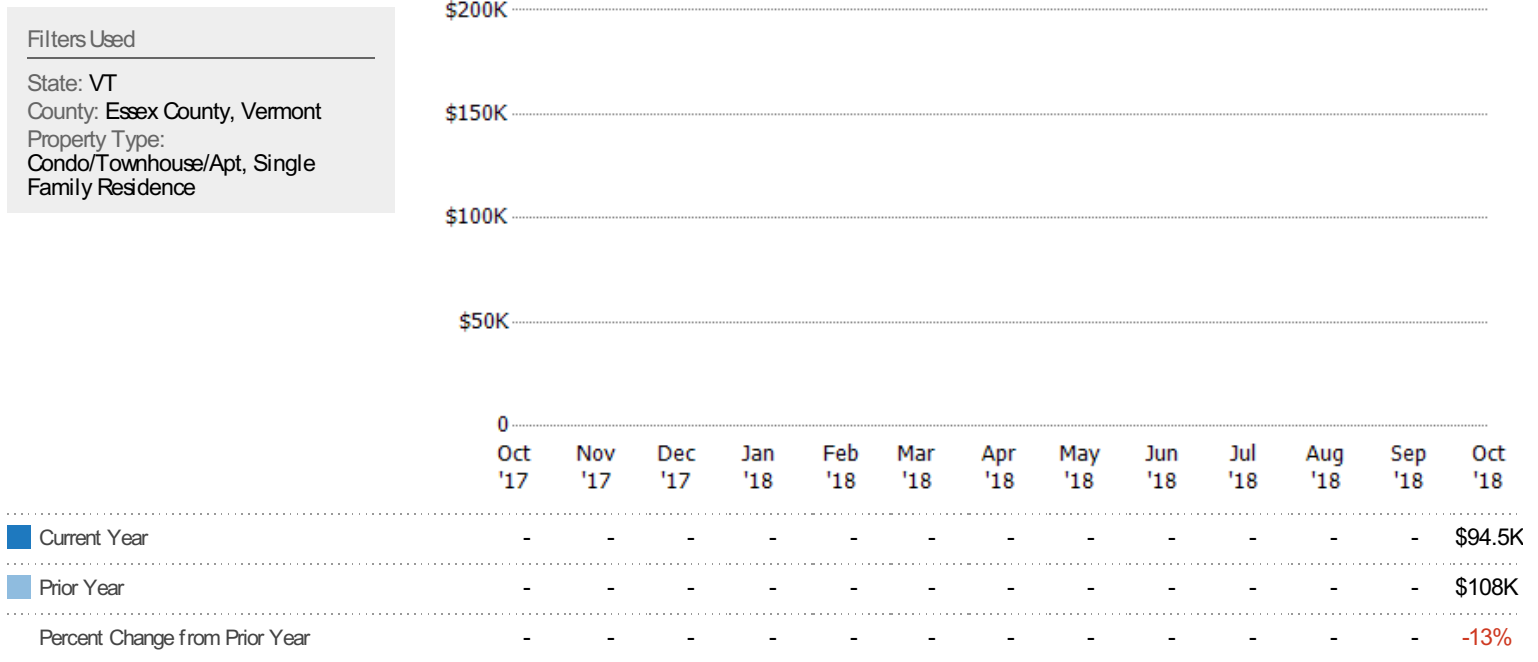 Filters Used
State: VT
County: Essex County, Vermont
Property Type:
Condo/Townhouse/Apt, Single
Family Residence
$200K
$150K
$100K
$50K
0
Oct Nov Dec Jan Feb Mar Apr May Jun Jul Aug Sep Oct
'17 '17 '17 '18 '18 '18 '18 '18 '18 '18 '18 '18 '18
Current Year - - - - - - - - - - - - $94.5K
Prior Year - - - - - - - - - - - - $108K
Percent Change from Prior Year - - - - - - - - - - - - -13%